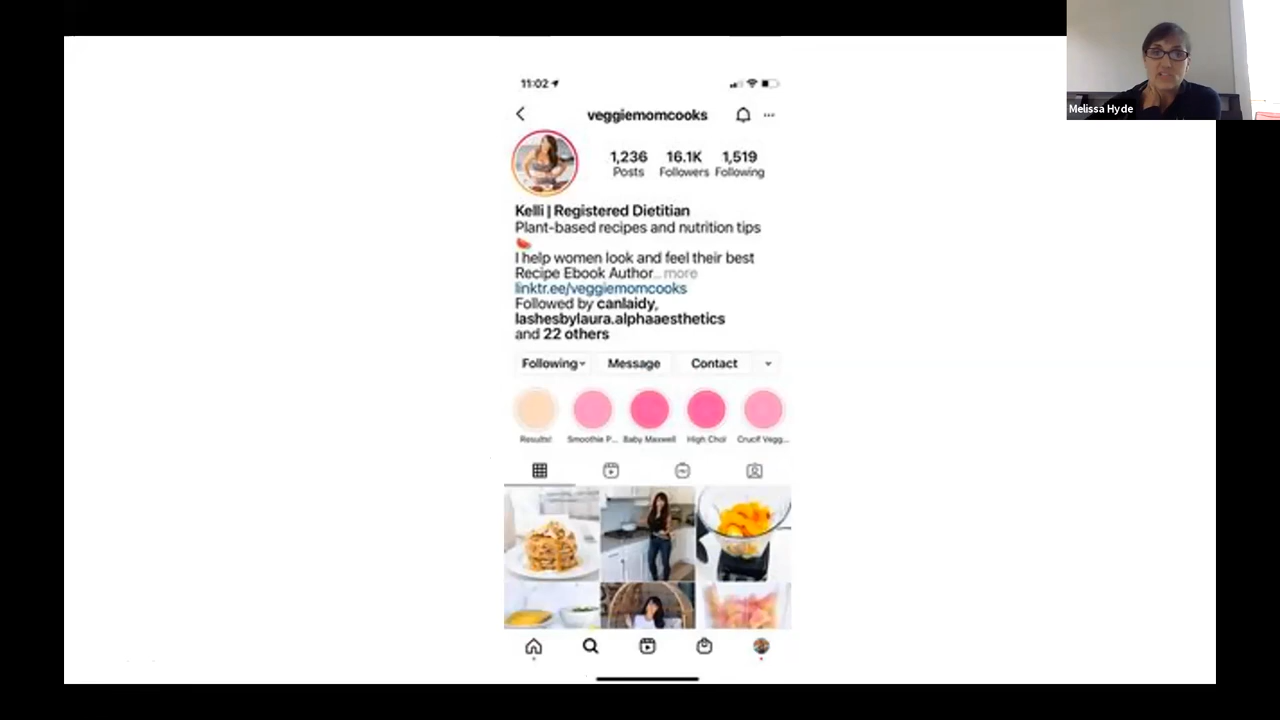 Melissa Hyde
11:02
veggiemomcooks
1,236 16.1K 1,519
Posts Followers Following
Kelli | Registered Dietitian
Plant-based recipes and nutrition tips
🍉
I help women look and feel their best
Recipe Ebook Author... more
linktr.ee/veggiemomcooks
Followed by canlaidy,
lashesbylaura.alphaaesthetics
and 22 others
Following Message Contact
Results! Smoothie P... Baby Maxwell High Chol Crucif Vegg...